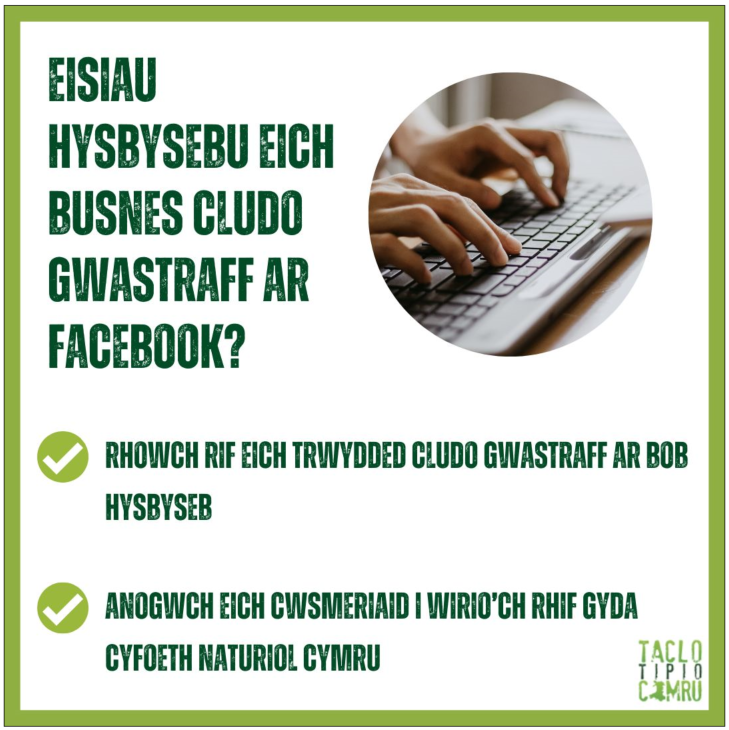 EISIAU
HYSBYSEBU EICH
BUSNES CLUDO
GWASTRAFF AR
FACEBOOK?
RHOWCH RIF EICH TRWYDDED CLUDO GWASTRAFF AR BOB
HYSBYSEB
ANOGWCH EICH CWSMERIAID I WIRIO'CH RHIF GYDA
CYFOETH NATURIOL CYMRU
TACLO
TIPIO
CYMRU